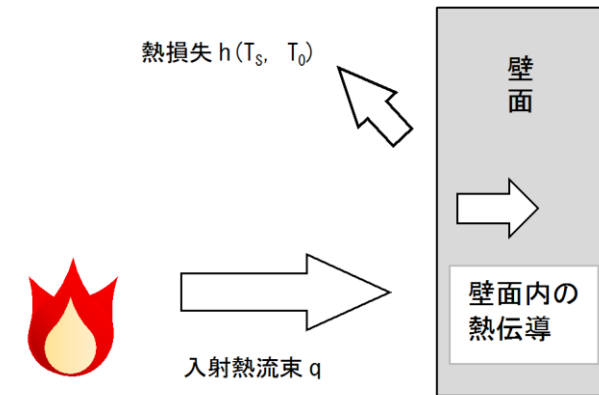 熱損失 h(Tₛ, T₀)
壁
面
壁面内の
熱伝導
入射熱流束 q